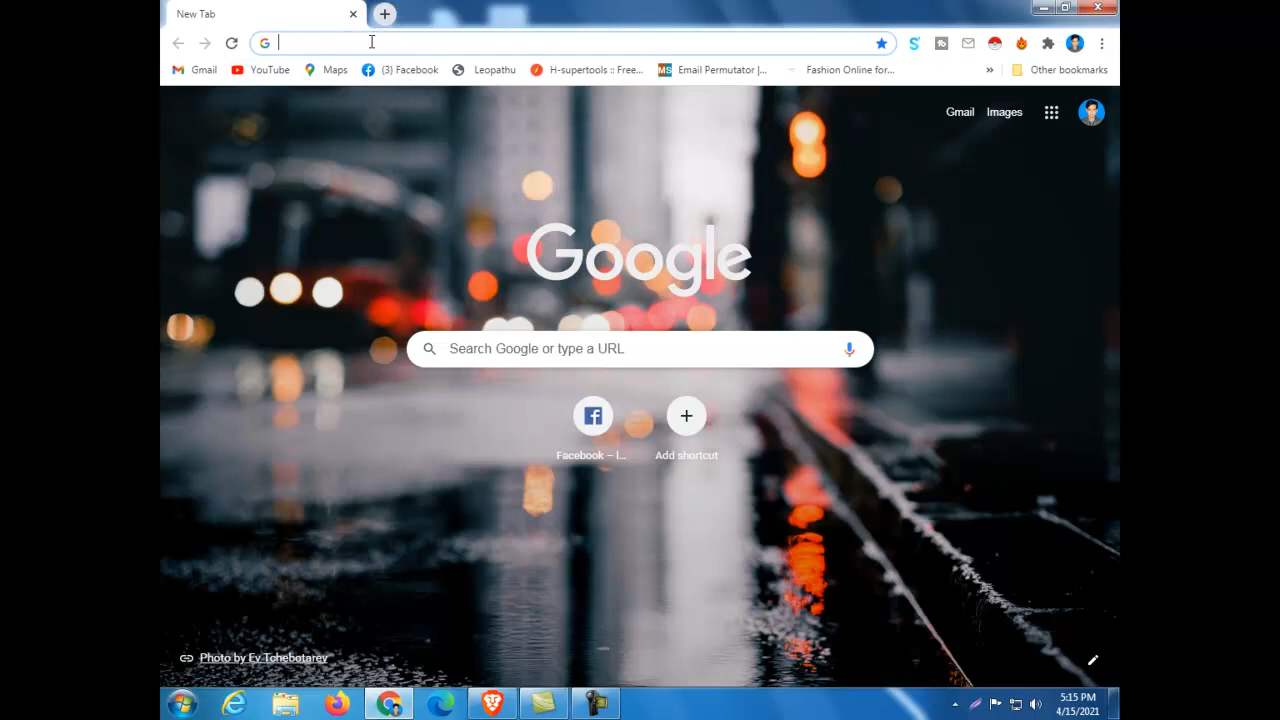 New Tab
Gmail
YouTube
Maps
(3) Facebook
Leopathu
H-supertools :: Free...
MS
Email Permutator |...
Fashion Online for...
»
Other bookmarks
Gmail
Images
Google
Search Google or type a URL
Facebook – l...
Add shortcut
Photo by Ev Tchebotarev
5:15 PM
4/15/2021